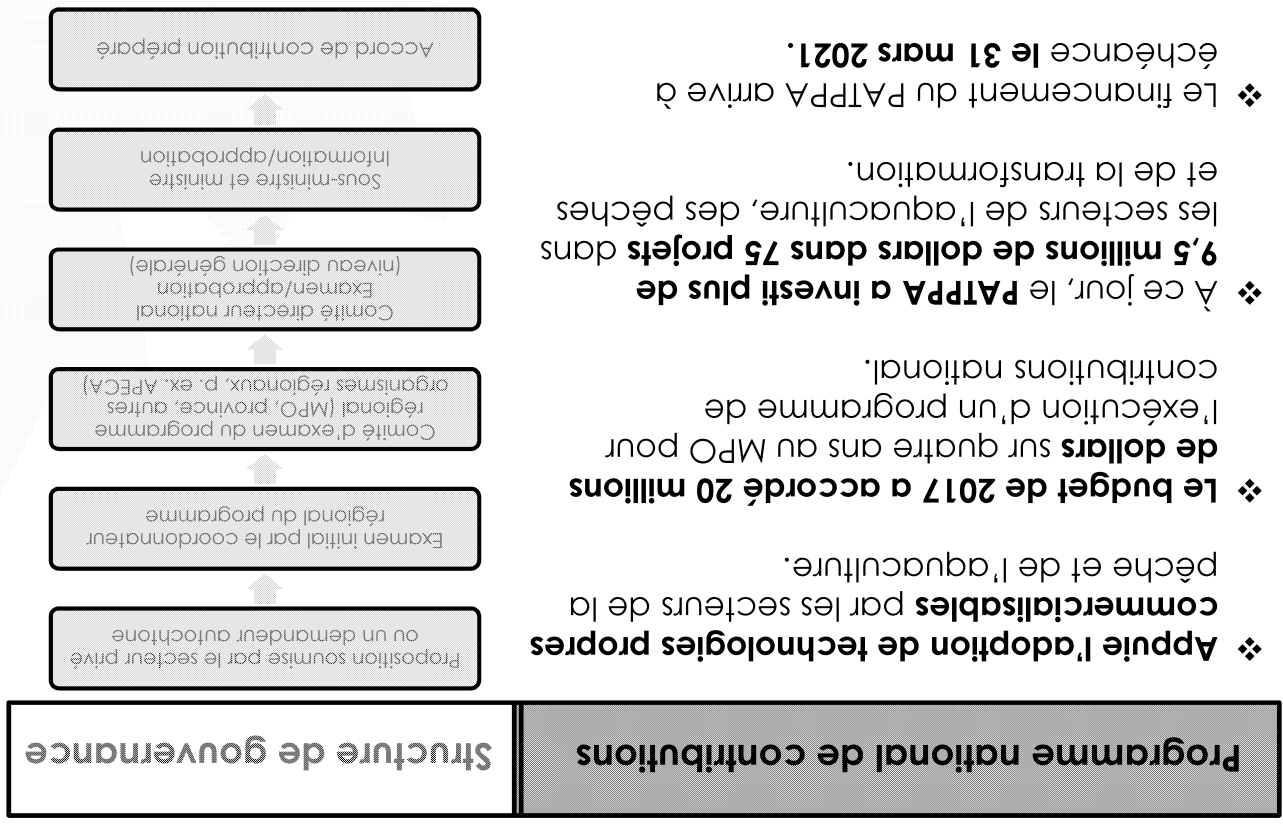 Programme national de contributions
❖ Appuie l'adoption de technologies propres
commercialisables par les secteurs de la
pêche et de l'aquaculture.
❖ Le budget de 2017 a accordé 20 millions
de dollars sur quatre ans au MPO pour
l'exécution d'un programme de
contributions national.
❖ À ce jour, le PATPPA a investi plus de
9,5 millions de dollars dans 75 projets dans
les secteurs de l'aquaculture, des pêches
et de la transformation.
❖ Le financement du PATPPA arrive à
échéance le 31 mars 2021.
Structure de gouvernance
Proposition soumise par le secteur privé
ou un demandeur autochtone
Examen initial par le coordonnateur
régional du programme
Comité d'examen du programme
régional (MPO, province, autres
organismes régionaux, p. ex. APECA)
Comité directeur national
Examen/approbation
(niveau direction générale)
Sous-ministre et ministre
Information/approbation
Accord de contribution préparé